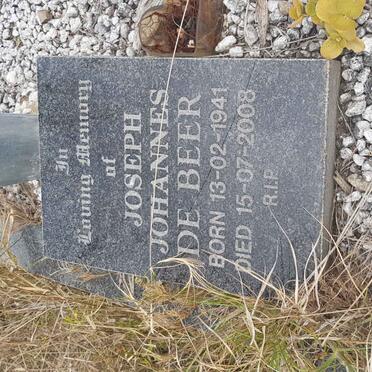 In
Loving Memory
of
JOSEPH
JOHANNES
DE BEER
BORN 13-02-1941
DIED 15-07-2008
R.I.P